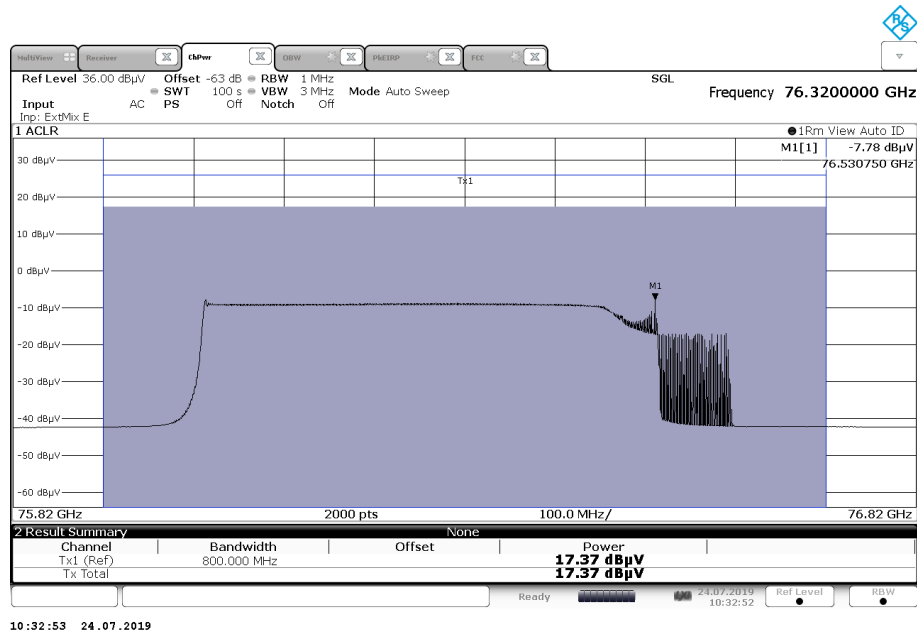 R&S
MultiView Receiver X ChPwr X OBW X PkEIRP X FCC X
Ref Level 36.00 dBµV Offset -63 dB RBW 1 MHz SGL
SWT 100 s VBW 3 MHz Mode Auto Sweep Frequency 76.3200000 GHz
Input AC PS Off Notch Off
Inp: ExtMix E
1 ACLR 1Rm View Auto ID
M1[1] -7.78 dBµV
76.530750 GHz
30 dBµV
Tx1
20 dBµV
10 dBµV
0 dBµV
M1
-10 dBµV
-20 dBµV
-30 dBµV
-40 dBµV
-50 dBµV
-60 dBµV
75.82 GHz 2000 pts 100.0 MHz/ 76.82 GHz
2 Result Summary None
Channel Bandwidth Offset Power
Tx1 (Ref) 800.000 MHz 17.37 dBµV
Tx Total 17.37 dBµV
Ready 24.07.2019 Ref Level RBW
10:32:52
10:32:53 24.07.2019